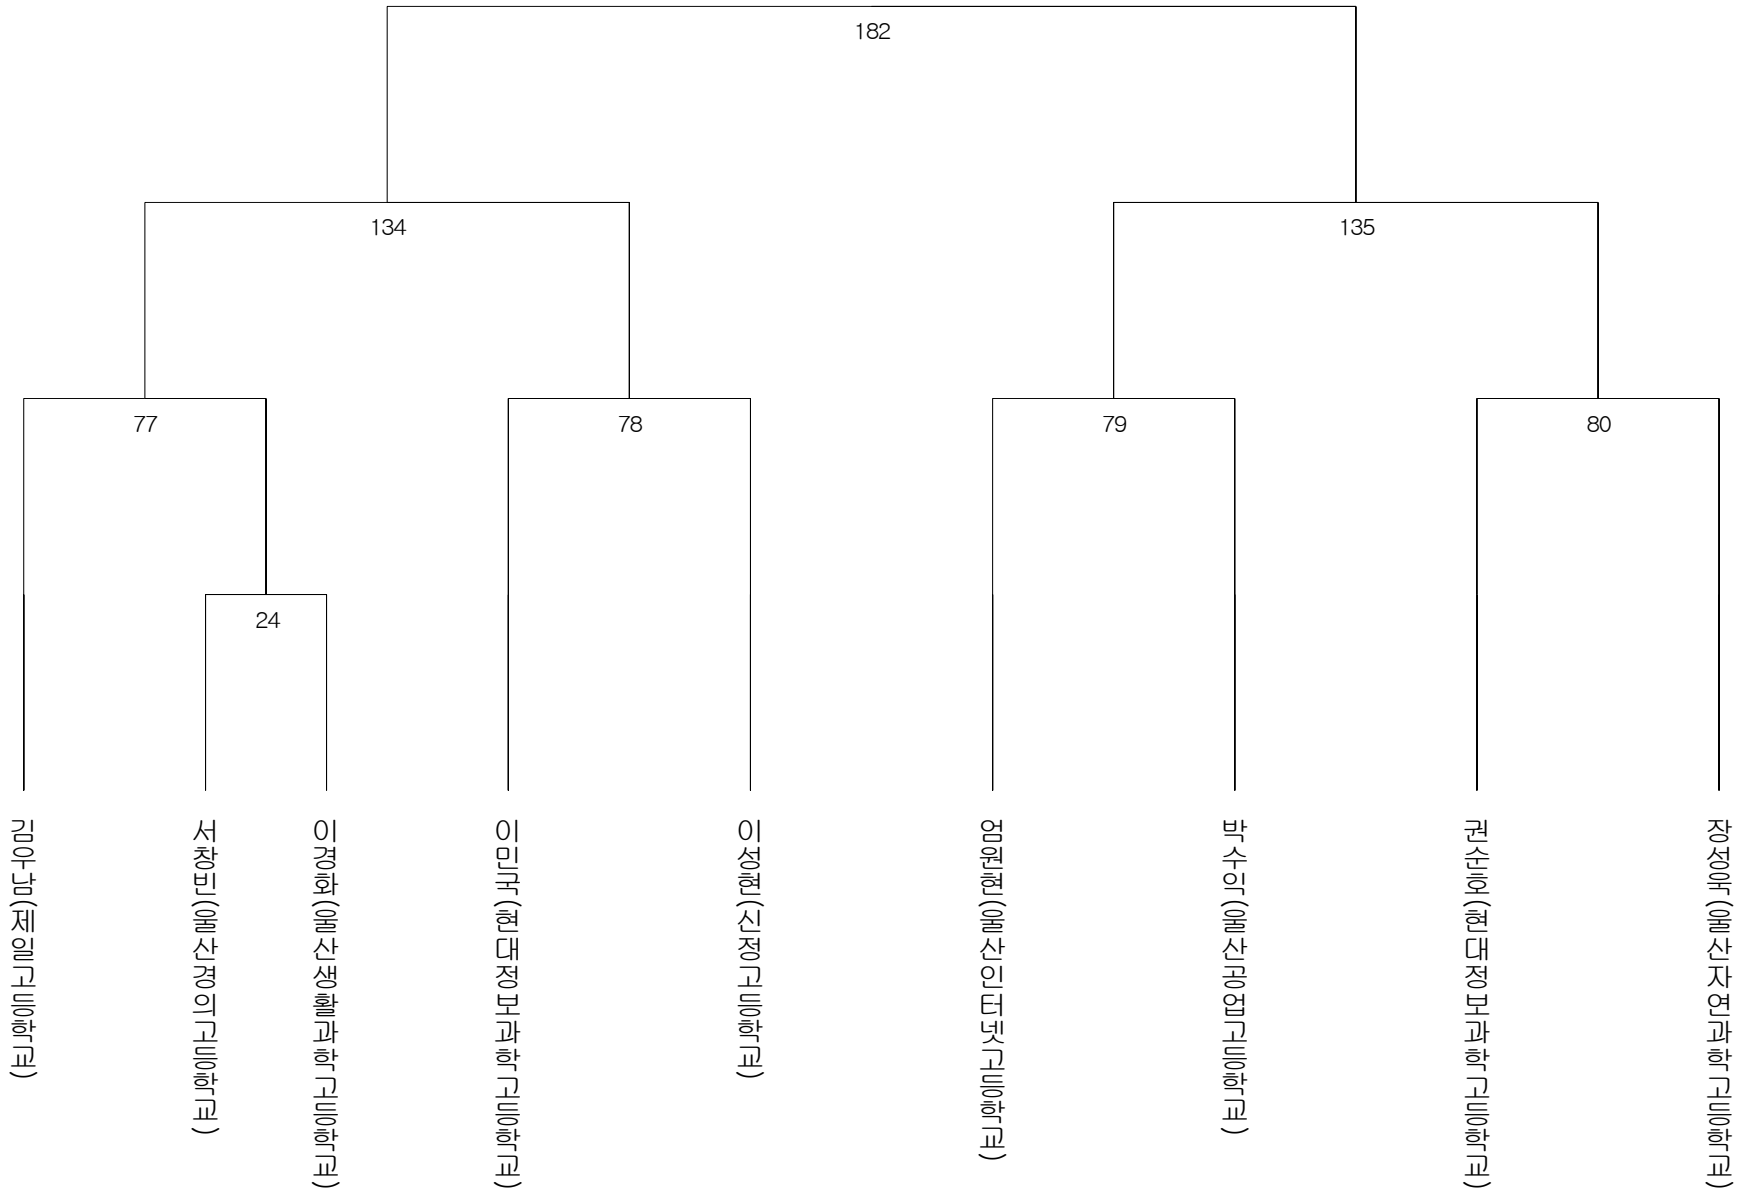 182
134
135
77
78
79
80
24
김우남(제일고등학교)
서창빈(울산경의고등학교)
이경화(울산생활과학고등학교)
이민국(현대정보과학고등학교)
이성현(신정고등학교)
엄원현(울산인터넷고등학교)
박수익(울산공업고등학교)
권순호(현대정보과학고등학교)
장성욱(울산자연과학고등학교)